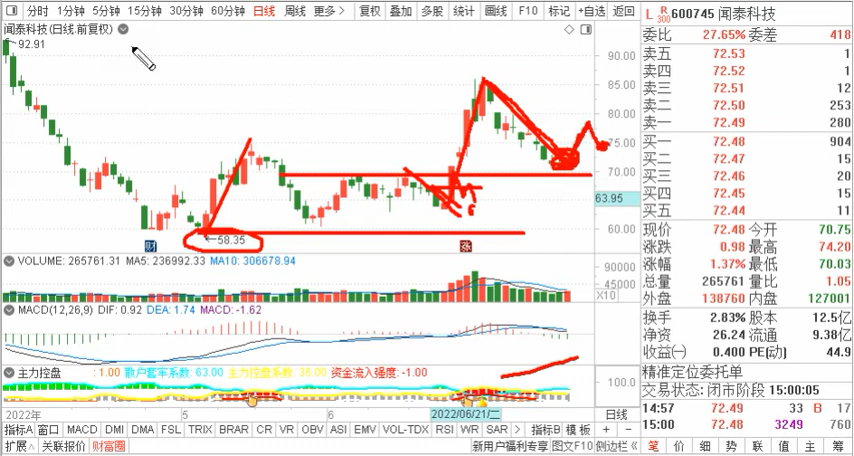 分时 1分钟 5分钟 15分钟 30分钟 60分钟 日线 周线 更多 复权 叠加 多股 统计 画线 F10 标记 +自选 返回
L R 300 600745 闻泰科技
闻泰科技(日线.前复权)
92.91
90.00
85.00
80.00
75.00
70.00
63.95
60.00
58.35
财
涨
委比 27.65% 委差 418
卖五 72.53 1
卖四 72.52 1
卖三 72.51 12
卖二 72.50 253
卖一 72.49 280
买一 72.48 904
买二 72.47 15
买三 72.46 20
买四 72.45 15
买五 72.44 11
现价 72.48 今开 70.75
涨跌 0.98 最高 74.20
涨幅 1.37% 最低 70.03
总量 265761 量比 1.05
外盘 138760 内盘 127001
换手 2.83% 股本 12.5亿
净资 26.24 流通 9.38亿
收益(一) 0.400 PE(动) 44.9
精准定位委托单
交易状态: 闭市阶段 15:00:05
14:57 72.49 33 B 17
15:00 72.48 3249 760
VOLUME: 265761.31 MA5: 236992.33 MA10: 306678.94
90000
45000
X10
MACD(12,26,9) DIF: 0.92 DEA: 1.74 MACD: -1.62
主力控盘 : 1.00 散户套牢系数: 63.00 主力控盘系数: 36.00 资金流入强度: -1.00
100.0
2022年 5 6 2022/06/21/二 日线
指标A 窗口 MACD DMI DMA FSL TRIX BRAR CR VR OBV ASI EMV VOL-TDX RSI WR SAR 指标B 模板 + −
扩展∧ 关联报价 财富圈 新用户福利专享 图文F10 侧边栏 笔 价 细 势 联 值 主 筹